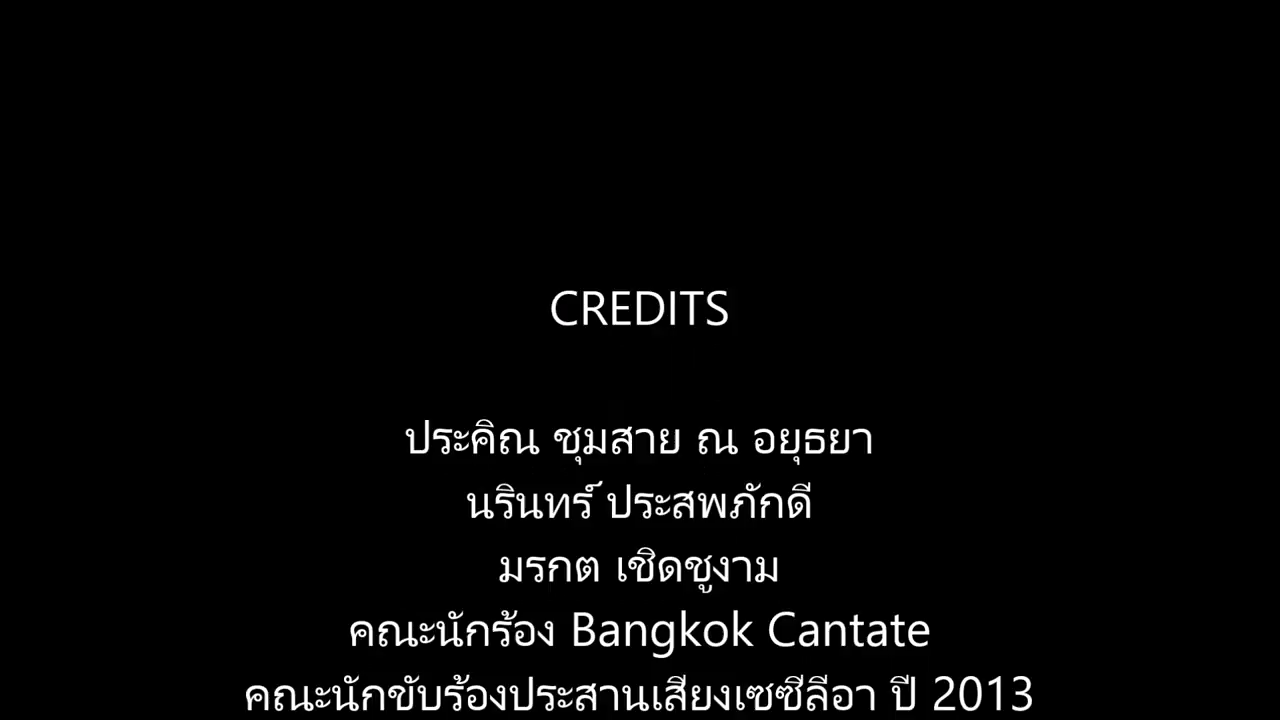 CREDITS
ประคิณ ชุมสาย ณ อยุธยา
นรินทร์ ประสพภักดี
มรกต เชิดชูงาม
คณะนักร้อง Bangkok Cantate
คณะนักขับร้องประสานเสียงเซซีลีอา ปี 2013